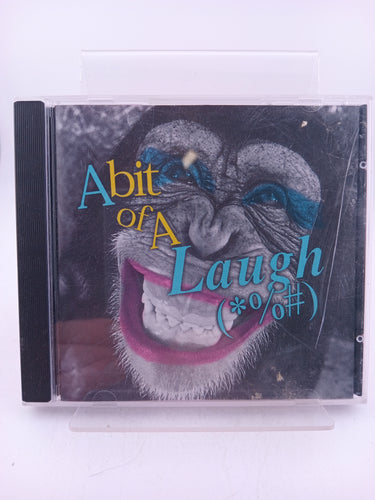 Abit
of A
Laugh
(*%#)